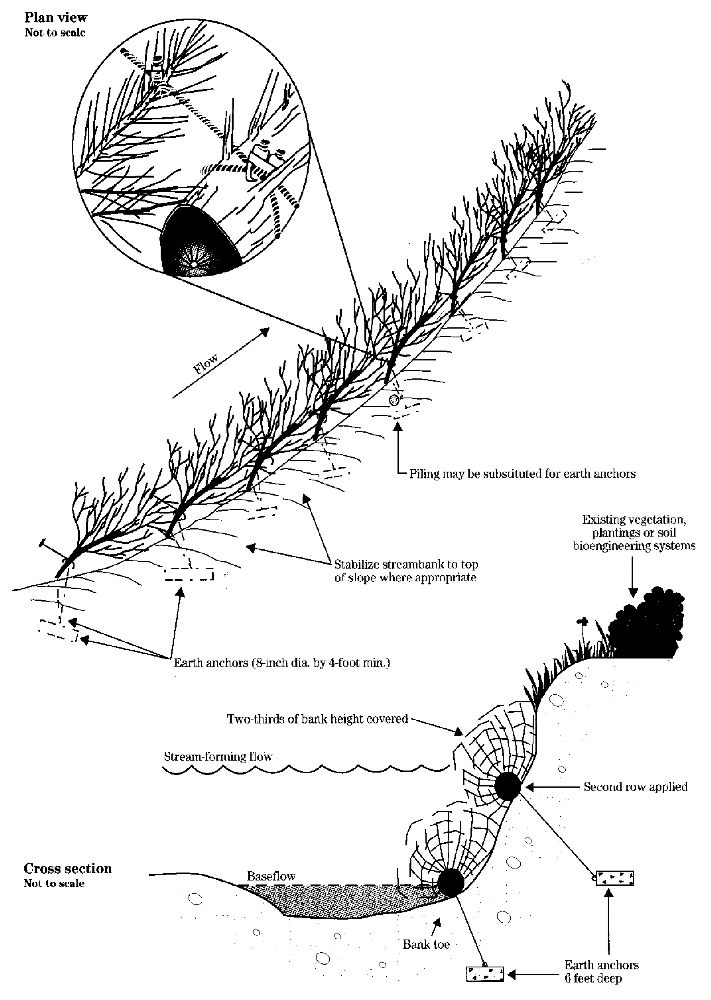 Plan view
Not to scale
Flow
Piling may be substituted for earth anchors
Existing vegetation,
plantings or soil
bioengineering systems
Stabilize streambank to top
of slope where appropriate
Earth anchors (8-inch dia. by 4-foot min.)
Two-thirds of bank height covered
Stream-forming flow
Second row applied
Cross section
Not to scale
Baseflow
Bank toe
Earth anchors
6 feet deep